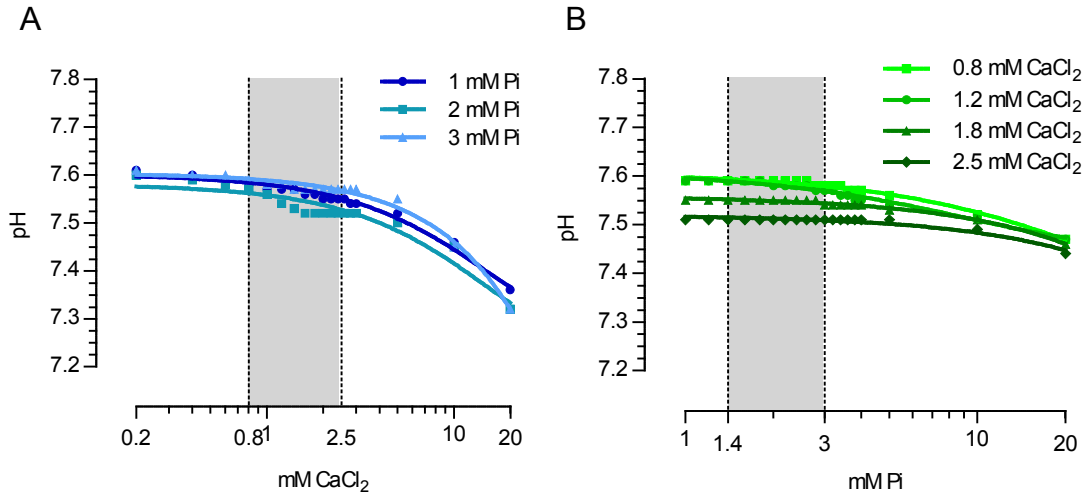 A
7.8
7.7
7.6
7.5
7.4
7.3
7.2
pH
1 mM Pi
2 mM Pi
3 mM Pi
0.2 0.8 1 2.5 10 20
mM CaCl₂
B
7.8
7.7
7.6
7.5
7.4
7.3
7.2
pH
0.8 mM CaCl₂
1.2 mM CaCl₂
1.8 mM CaCl₂
2.5 mM CaCl₂
1 1.4 3 10 20
mM Pi